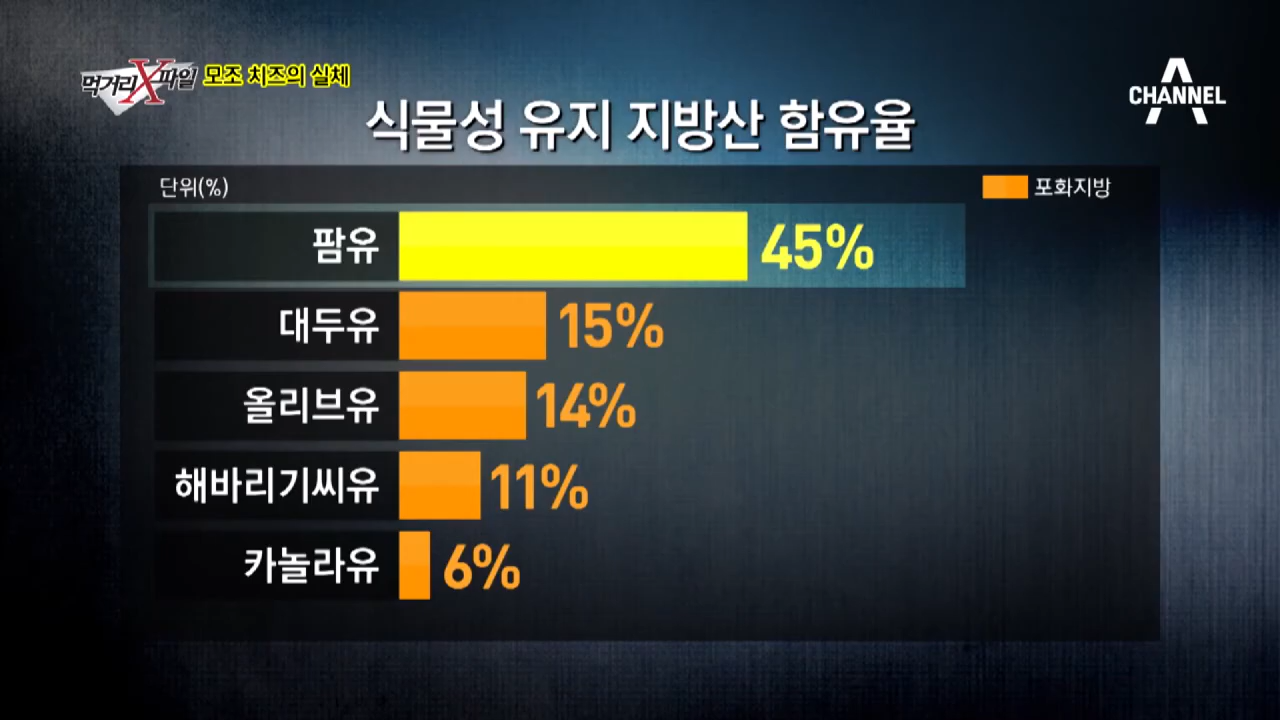 먹거리X파일 모조 치즈의 실체
CHANNEL A
식물성 유지 지방산 함유율
단위(%)
포화지방
팜유 45%
대두유 15%
올리브유 14%
해바리기씨유 11%
카놀라유 6%